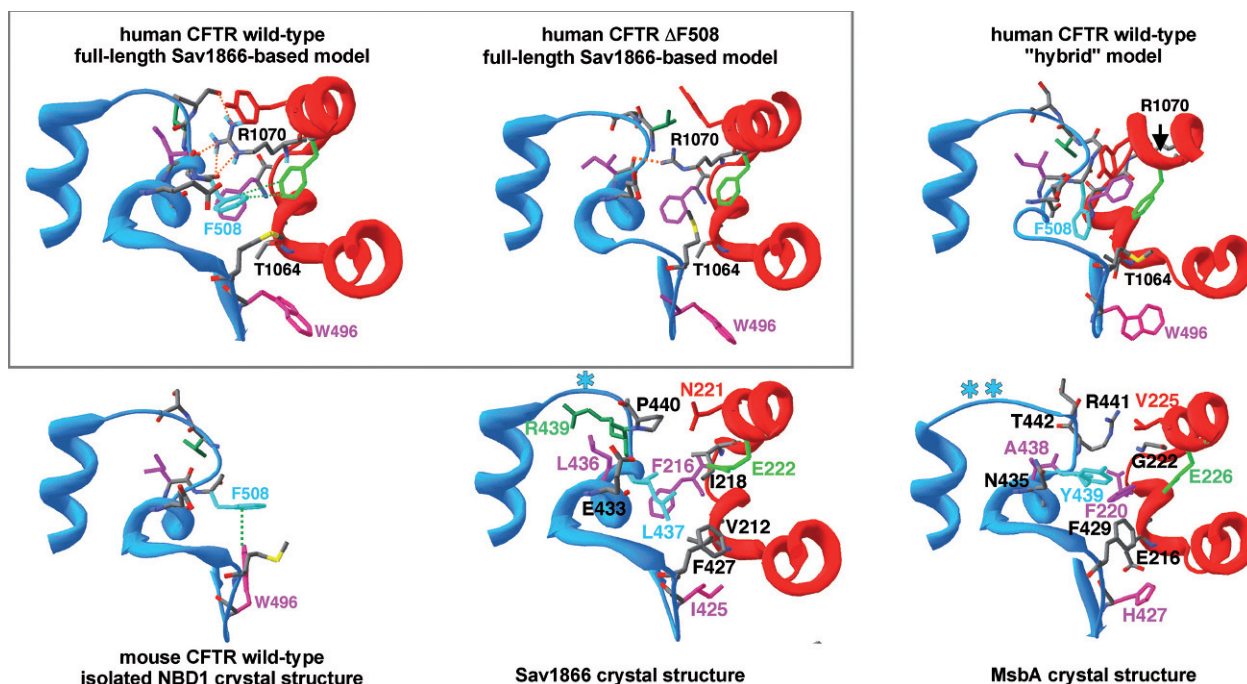 human CFTR wild-type
full-length Sav1866-based model
R1070
F508
T1064
W496
human CFTR ΔF508
full-length Sav1866-based model
R1070
T1064
W496
human CFTR wild-type
"hybrid" model
R1070
F508
T1064
W496
F508
W496
mouse CFTR wild-type
isolated NBD1 crystal structure
*
P440
N221
R439
L436
F216
E222
I218
E433
L437
V212
F427
I425
Sav1866 crystal structure
**
T442
R441
V225
A438
G222
N435
Y439
E226
F220
F429
E216
H427
MsbA crystal structure